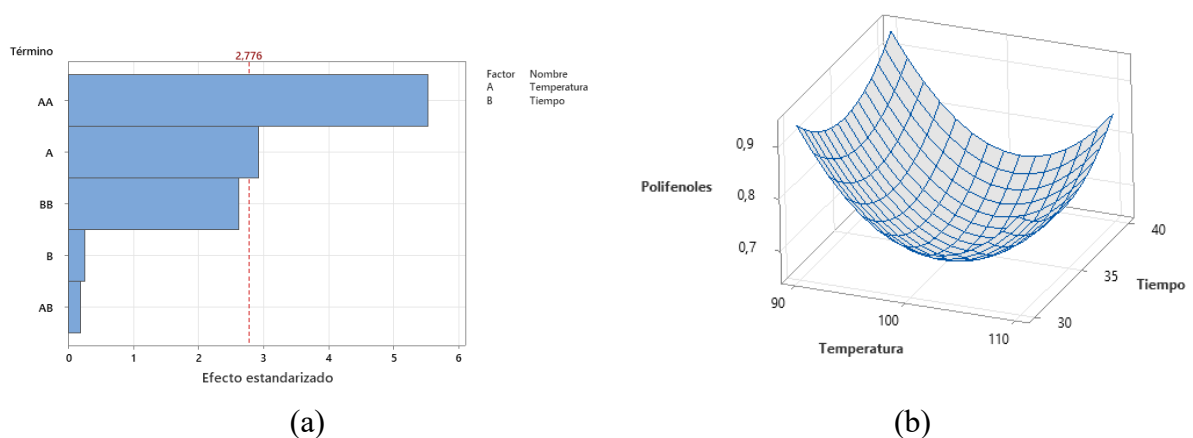 Término
2,776
Factor Nombre
A Temperatura
B Tiempo
AA
A
BB
B
AB
0 1 2 3 4 5 6
Efecto estandarizado
(a)
Polifenoles
0,9
0,8
0,7
90
100
110
Temperatura
30
35
40
Tiempo
(b)